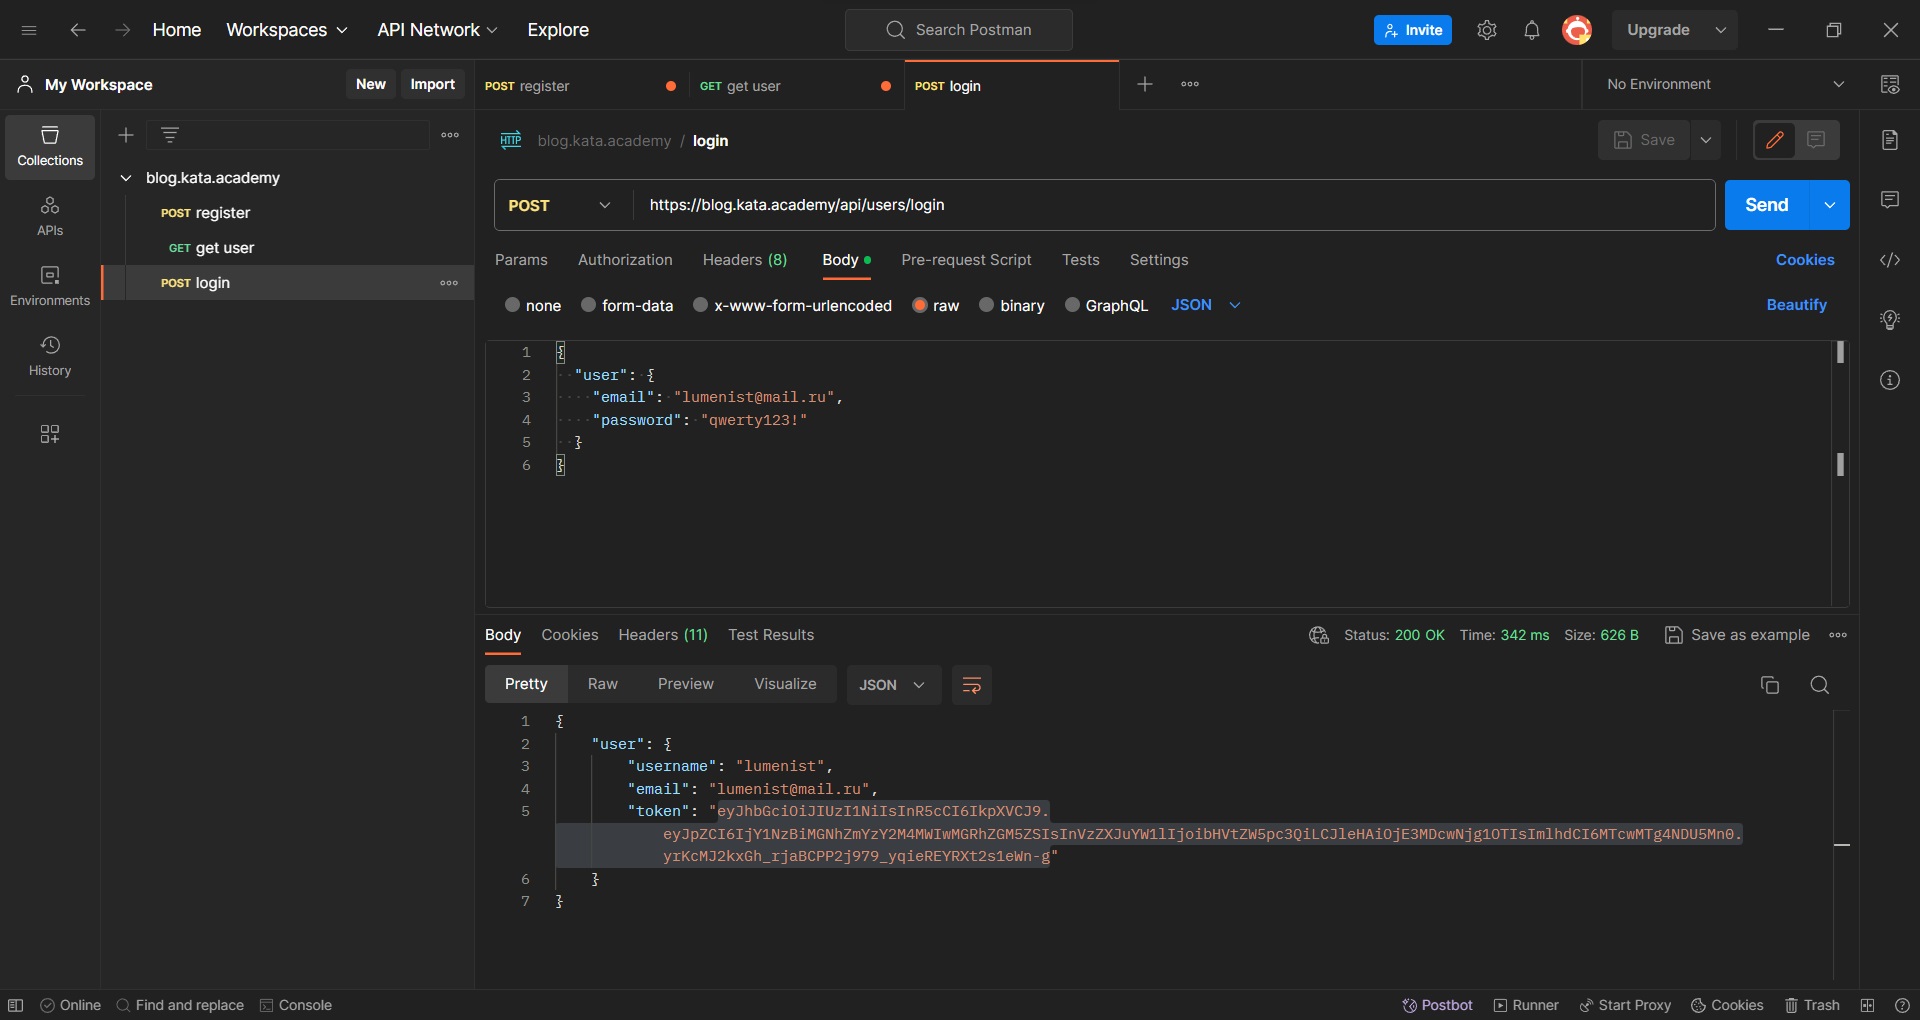 Home Workspaces API Network Explore Search Postman Invite Upgrade
My Workspace New Import POST register GET get user POST login No Environment
Collections
APIs
Environments
History
blog.kata.academy
POST register
GET get user
POST login
HTTP blog.kata.academy / login Save
POST https://blog.kata.academy/api/users/login Send
Params Authorization Headers (8) Body Pre-request Script Tests Settings Cookies
none form-data x-www-form-urlencoded raw binary GraphQL JSON Beautify
1 {
2 "user": {
3 "email": "lumenist@mail.ru",
4 "password": "qwerty123!"
5 }
6 }
Body Cookies Headers (11) Test Results Status: 200 OK Time: 342 ms Size: 626 B Save as example
Pretty Raw Preview Visualize JSON
1 {
2 "user": {
3 "username": "lumenist",
4 "email": "lumenist@mail.ru",
5 "token": "eyJhbGciOiJIUzI1NiIsInR5cCI6IkpXVCJ9.
eyJpZCI6IjY1NzBiMGNhZmYzY2M4MWIwMGRhZGM5ZSIsInVzZXJuYW1lIjoibHVtZW5pc3QiLCJleHAiOjE3MDcwNjg1OTIsImlhdCI6MTcwMTg4NDU5Mn0.
yrKcMJ2kxGh_rjaBCPP2j979_yqieREYRXt2s1eWn-g"
6 }
7 }
Online Find and replace Console Postbot Runner Start Proxy Cookies Trash